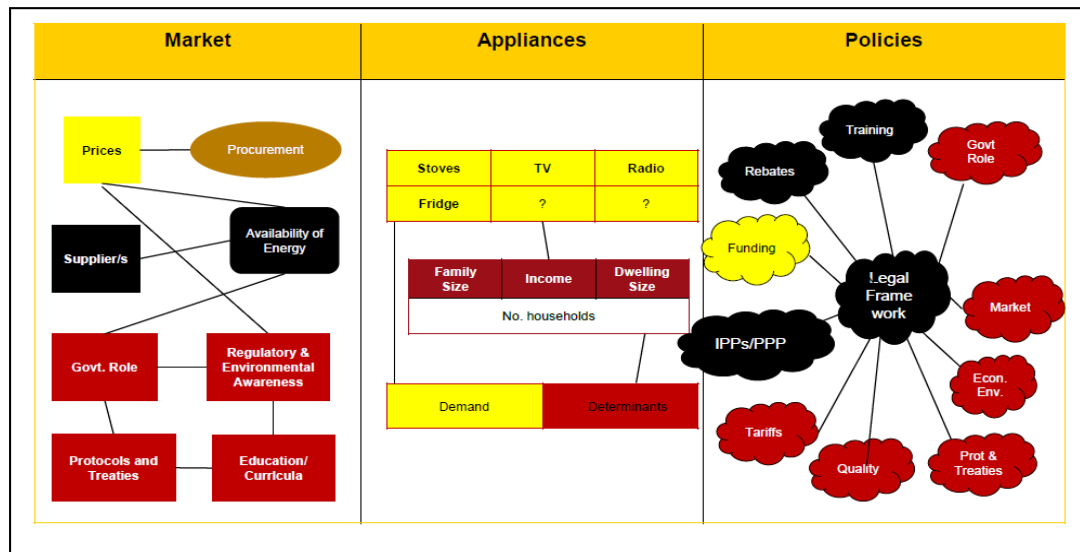 Market
Appliances
Policies
Prices
Procurement
Availability of
Energy
Supplier/s
Govt. Role
Regulatory &
Environmental
Awareness
Protocols and
Treaties
Education/
Currlcula
Stoves
TV
Radio
Fridge
?
?
Family
Size
Income
Dwelling
Size
No. households
Demand
Determinants
Training
Govt
Role
Rebates
Funding
Legal
Frame
work
Market
IPPs/PPP
Econ.
Env.
Tariffs
Quality
Prot &
Treaties